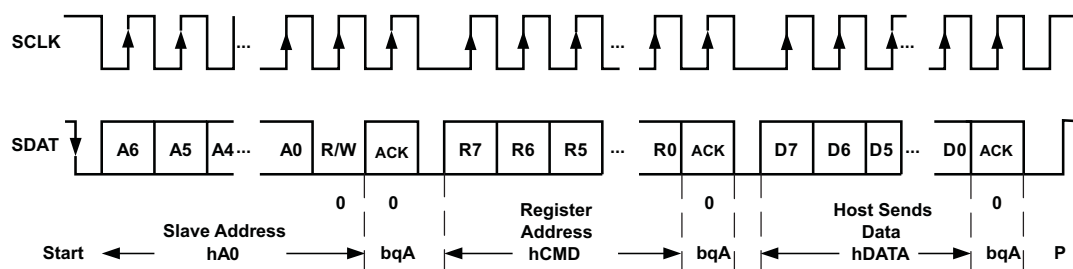 SCLK ... ... ...
SDAT A6 A5 A4 ... A0 R/W ACK R7 R6 R5 ... R0 ACK D7 D6 D5 ... D0 ACK
0 0 0 0
Slave Address
hA0
Register
Address
hCMD
Host Sends
Data
hDATA
Start bqA bqA bqA P